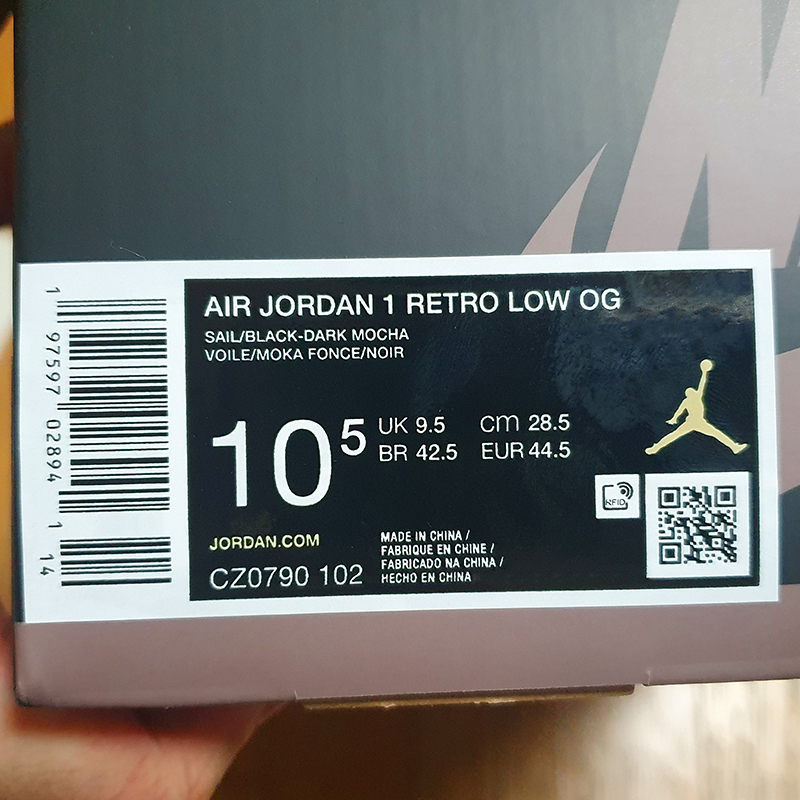 AIR JORDAN 1 RETRO LOW OG
SAIL/BLACK-DARK MOCHA
VOILE/MOKA FONCE/NOIR
10 5
UK 9.5 cm 28.5
BR 42.5 EUR 44.5
RFID
JORDAN.COM
CZ0790 102
MADE IN CHINA /
FABRIQUE EN CHINE /
FABRICADO NA CHINA /
HECHO EN CHINA
1 97597 02894 1 14